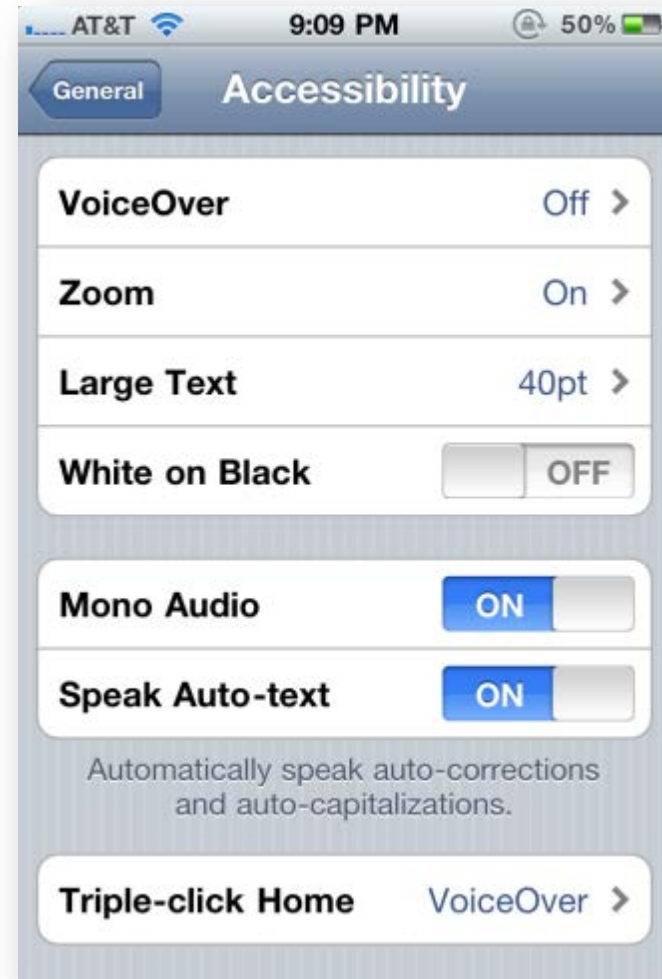 AT&T 9:09 PM 50%
General Accessibility
VoiceOver Off
Zoom On
Large Text 40pt
White on Black OFF
Mono Audio ON
Speak Auto-text ON
Automatically speak auto-corrections
and auto-capitalizations.
Triple-click Home VoiceOver